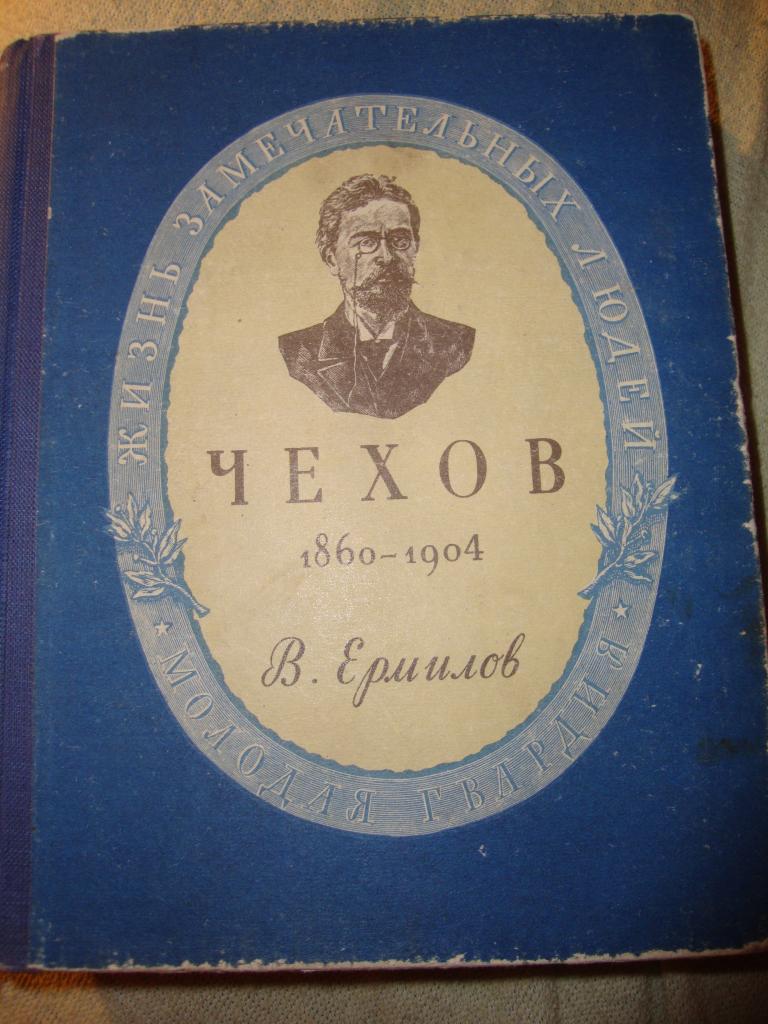 ЖИЗНЬ ЗАМЕЧАТЕЛЬНЫХ ЛЮДЕЙ
ЧЕХОВ
1860-1904
В. Ермилов
МОЛОДАЯ ГВАРДИЯ